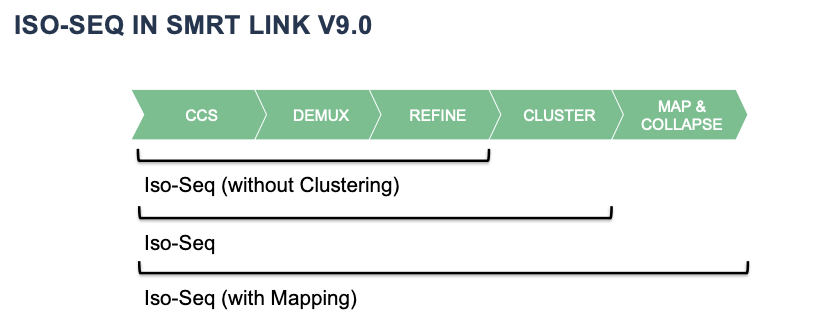 ISO-SEQ IN SMRT LINK V9.0
CCS
DEMUX
REFINE
CLUSTER
MAP &
COLLAPSE
Iso-Seq (without Clustering)
Iso-Seq
Iso-Seq (with Mapping)